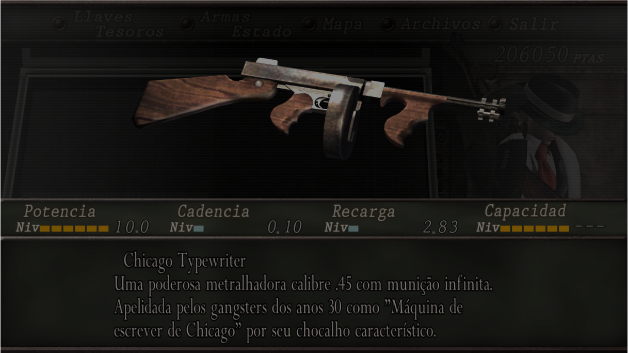 Llaves Tesoros
Armas Estado
Mapa
Archivos
Salir
206050 PTAS
Potencia
Cadencia
Recarga
Capacidad
Niv 10.0
Niv 0.10
Niv 2.83
Niv ---
Chicago Typewriter
Uma poderosa metralhadora calibre .45 com munição infinita.
Apelidada pelos gangsters dos anos 30 como "Máquina de
escrever de Chicago" por seu chocalho característico.